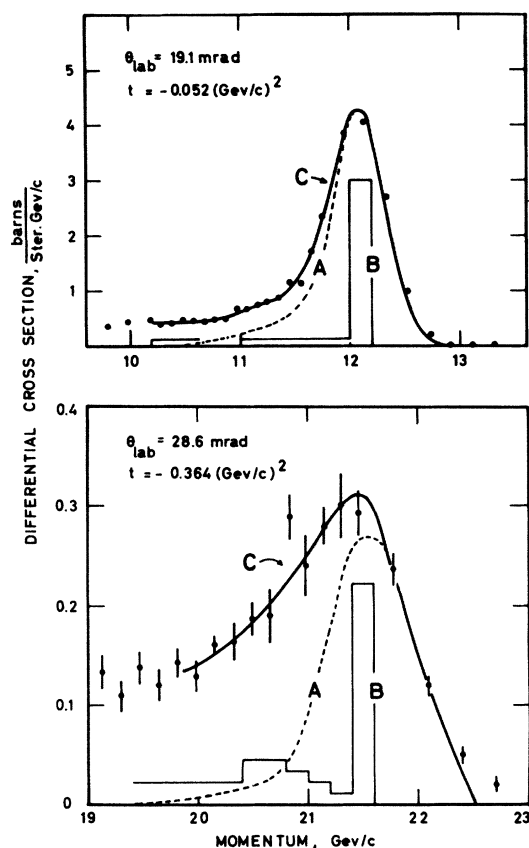 θlab = 19.1 mrad
t = -0.052 (Gev/c)²
5
4
3
2
1
C
A
B
10 11 12 13
DIFFERENTIAL CROSS SECTION, barns / Ster. Gev/c
0.4
0.3
0.2
0.1
0
θlab = 28.6 mrad
t = - 0.364 (Gev/c)²
C
A
B
19 20 21 22 23
MOMENTUM, Gev/c